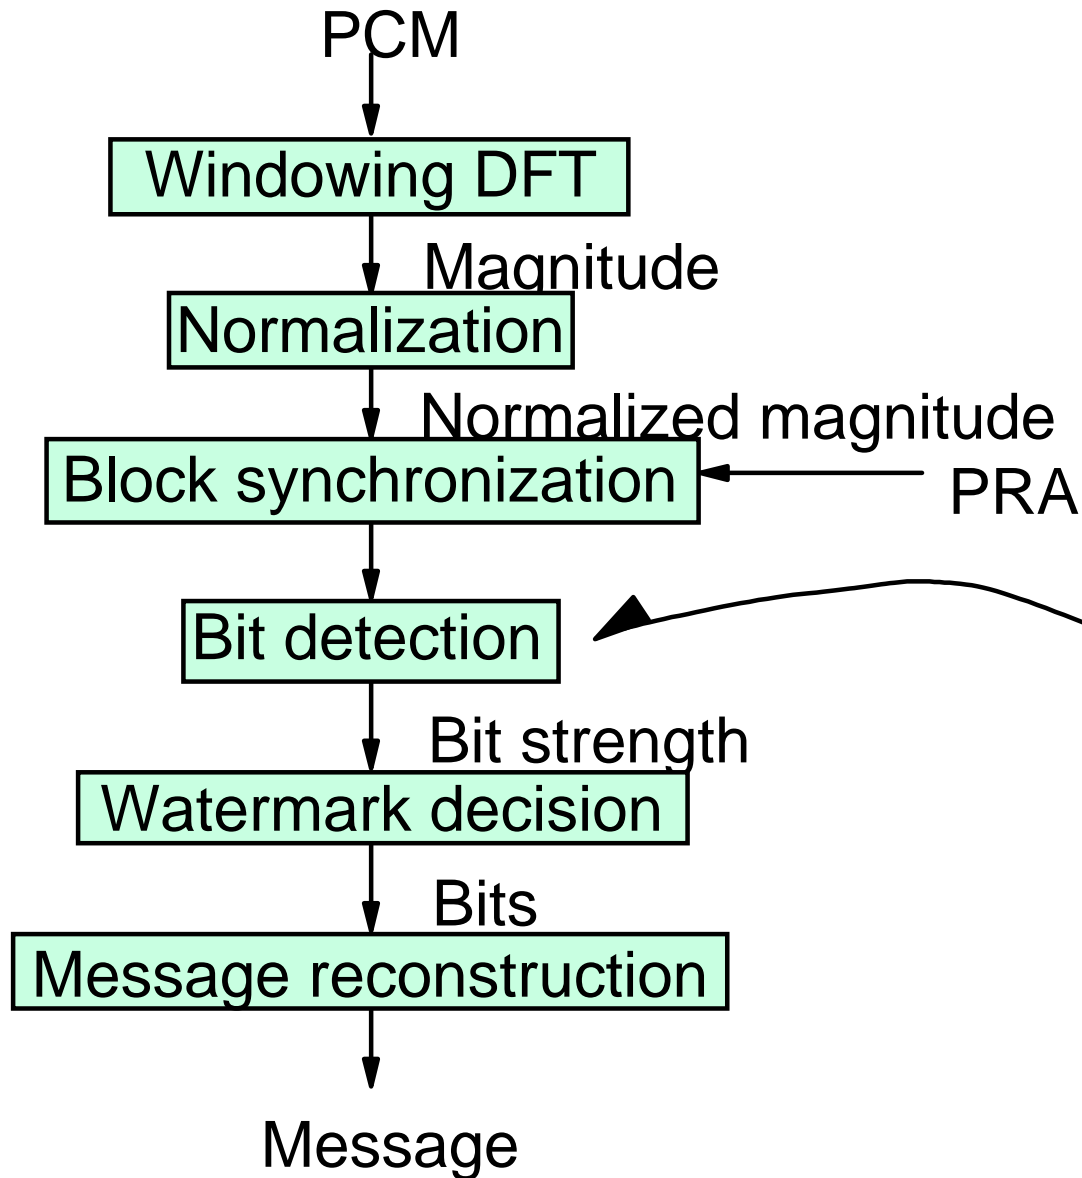 PCM
Windowing DFT
Magnitude
Normalization
Normalized magnitude
Block synchronization
PRA
Bit detection
Bit strength
Watermark decision
Bits
Message reconstruction
Message